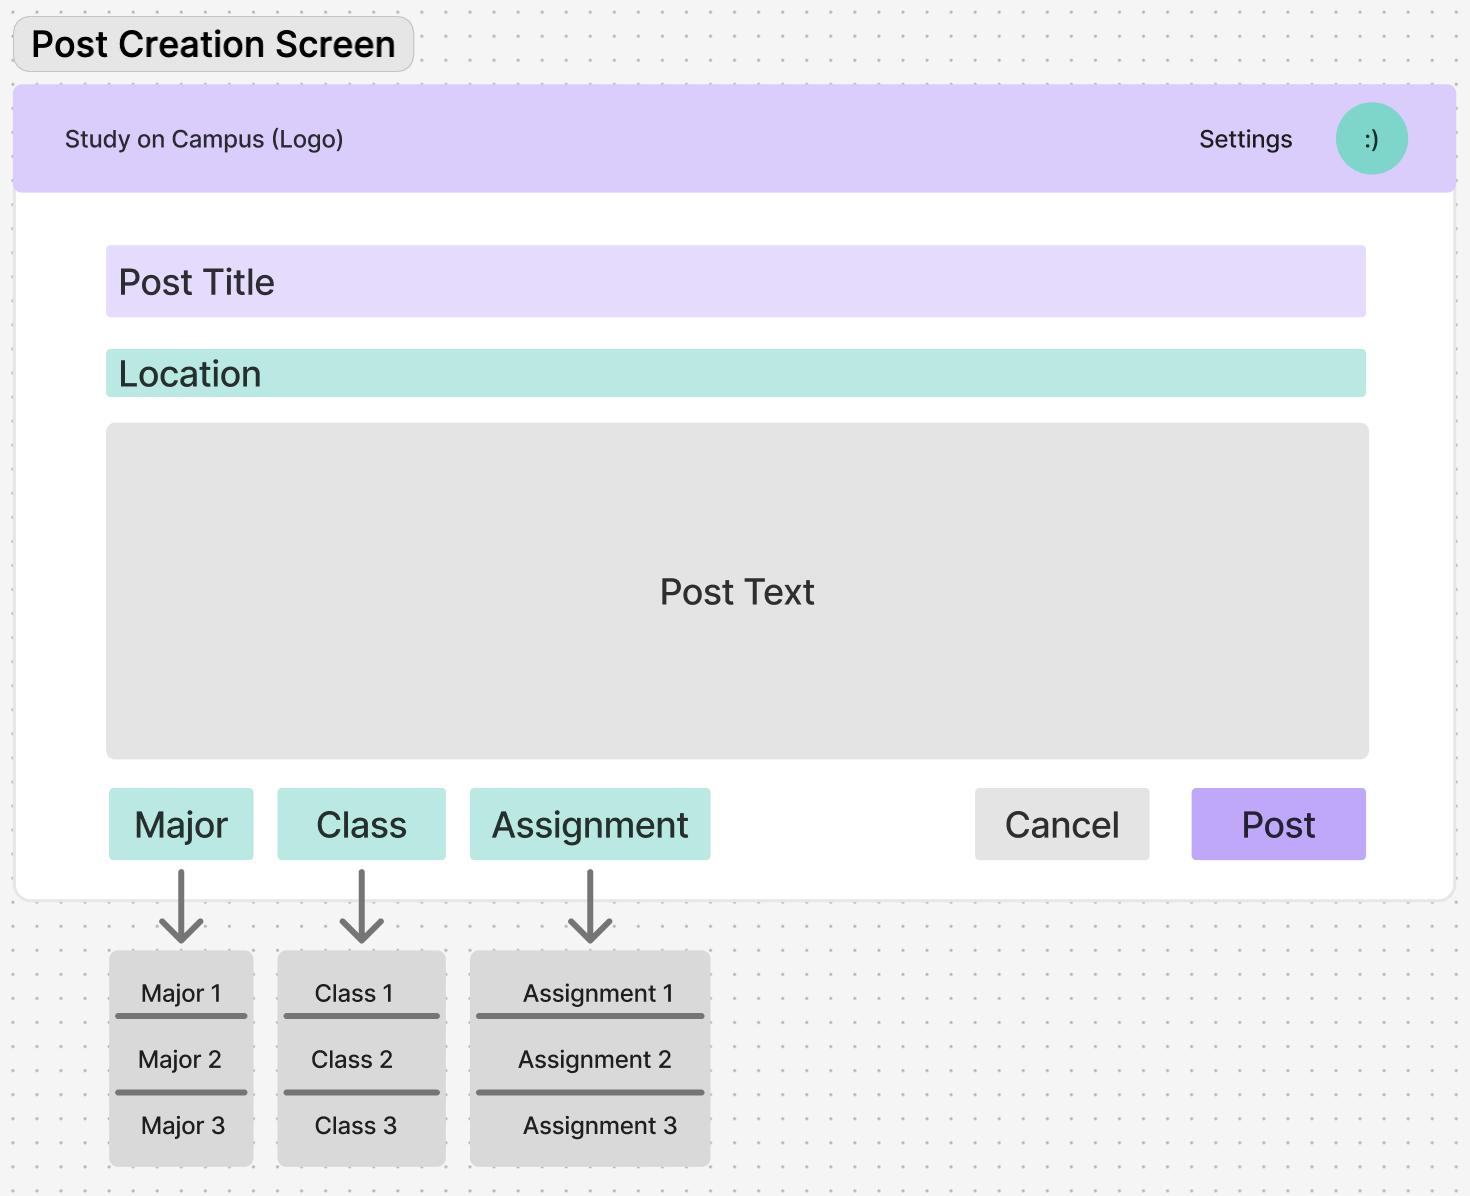 Post Creation Screen
Study on Campus (Logo)
Settings
:)
Post Title
Location
Post Text
Major
Class
Assignment
Cancel
Post
Major 1
Class 1
Assignment 1
Major 2
Class 2
Assignment 2
Major 3
Class 3
Assignment 3